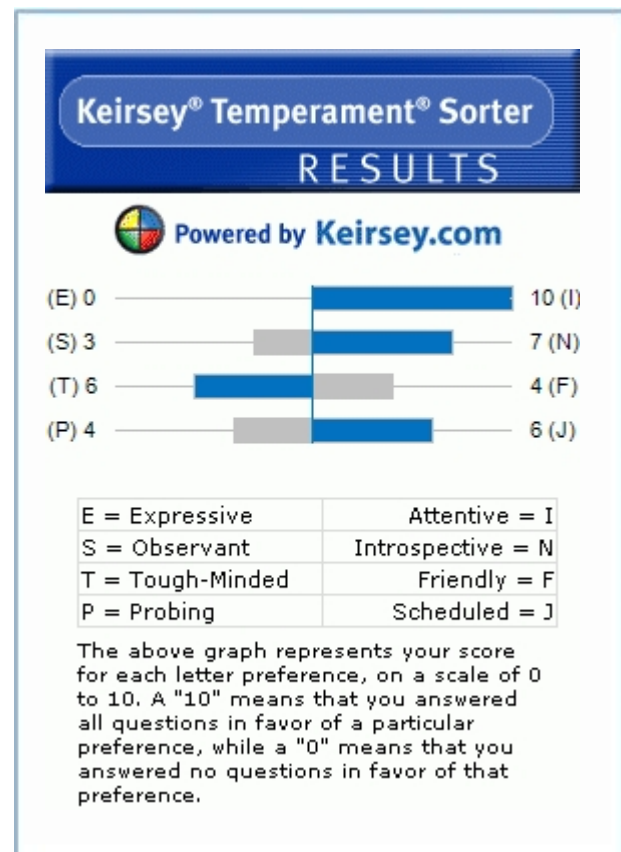 Keirsey® Temperament® Sorter
RESULTS
Powered by Keirsey.com
(E) 0 10 (I)
(S) 3 7 (N)
(T) 6 4 (F)
(P) 4 6 (J)
E = Expressive Attentive = I
S = Observant Introspective = N
T = Tough-Minded Friendly = F
P = Probing Scheduled = J
The above graph represents your score
for each letter preference, on a scale of 0
to 10. A "10" means that you answered
all questions in favor of a particular
preference, while a "0" means that you
answered no questions in favor of that
preference.